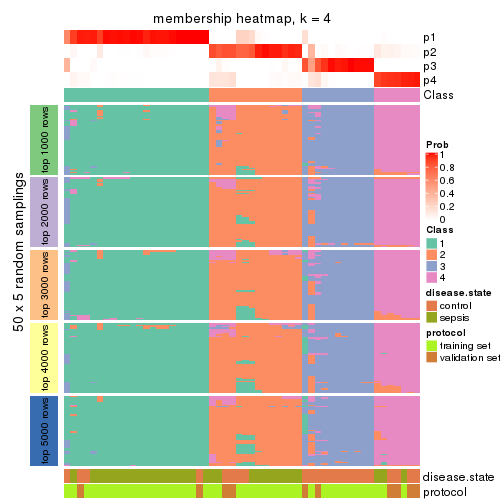 membership heatmap, k = 4
p1
p2
p3
p4
Class
50 x 5 random samplings
top 1000 rows
top 2000 rows
top 3000 rows
top 4000 rows
top 5000 rows
Prob
1
0.8
0.6
0.4
0.2
0
Class
1
2
3
4
disease.state
control
sepsis
protocol
training set
validation set
disease.state
protocol